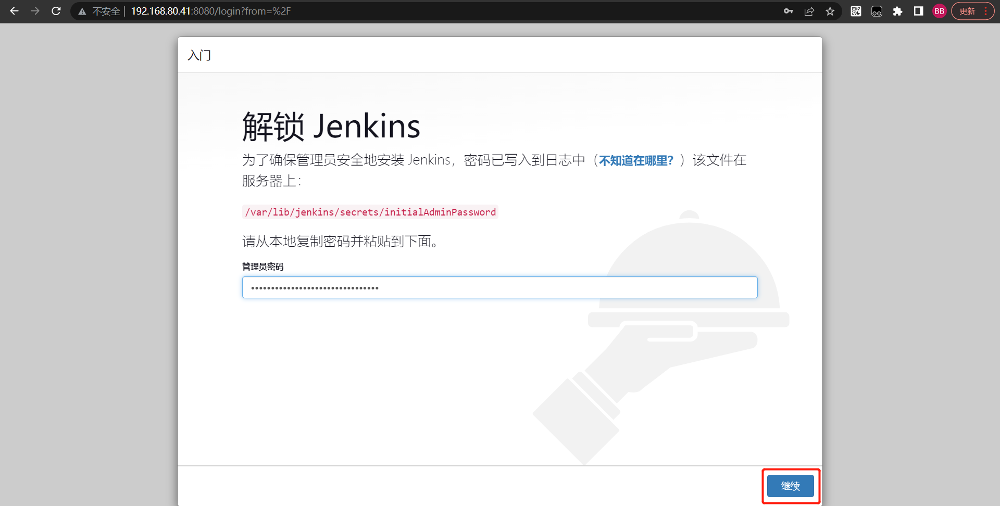 不安全 | 192.168.80.41:8080/login?from=%2F
BB
更新
入门
解锁 Jenkins
为了确保管理员安全地安装 Jenkins，密码已写入到日志中（不知道在哪里？）该文件在
服务器上：
/var/lib/jenkins/secrets/initialAdminPassword
请从本地复制密码并粘贴到下面。
管理员密码
继续